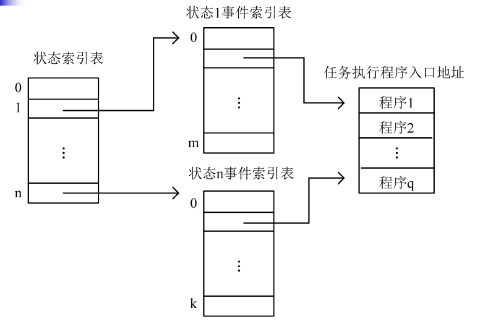 状态1事件索引表
0
⋮
m
状态索引表
0
1
⋮
n
任务执行程序入口地址
程序1
程序2
⋮
程序q
状态n事件索引表
0
⋮
k